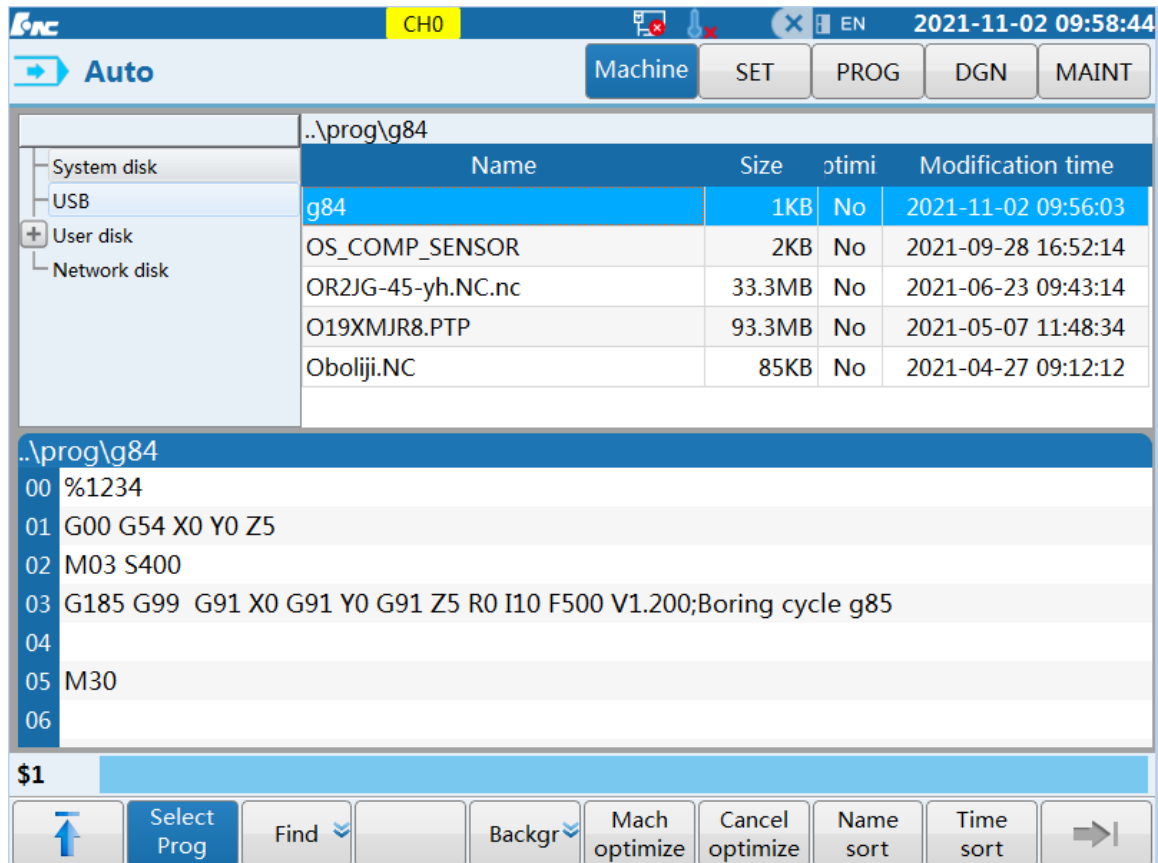 HNC CH0 EN 2021-11-02 09:58:44
Auto Machine SET PROG DGN MAINT
..\prog\g84
Name Size ptimi Modification time
System disk
USB
User disk
Network disk
g84 1KB No 2021-11-02 09:56:03
OS_COMP_SENSOR 2KB No 2021-09-28 16:52:14
OR2JG-45-yh.NC.nc 33.3MB No 2021-06-23 09:43:14
O19XMJR8.PTP 93.3MB No 2021-05-07 11:48:34
Oboliji.NC 85KB No 2021-04-27 09:12:12
..\prog\g84
00 %1234
01 G00 G54 X0 Y0 Z5
02 M03 S400
03 G185 G99  G91 X0 G91 Y0 G91 Z5 R0 I10 F500 V1.200;Boring cycle g85
04
05 M30
06
$1
Select Prog
Find
Backgr
Mach optimize
Cancel optimize
Name sort
Time sort